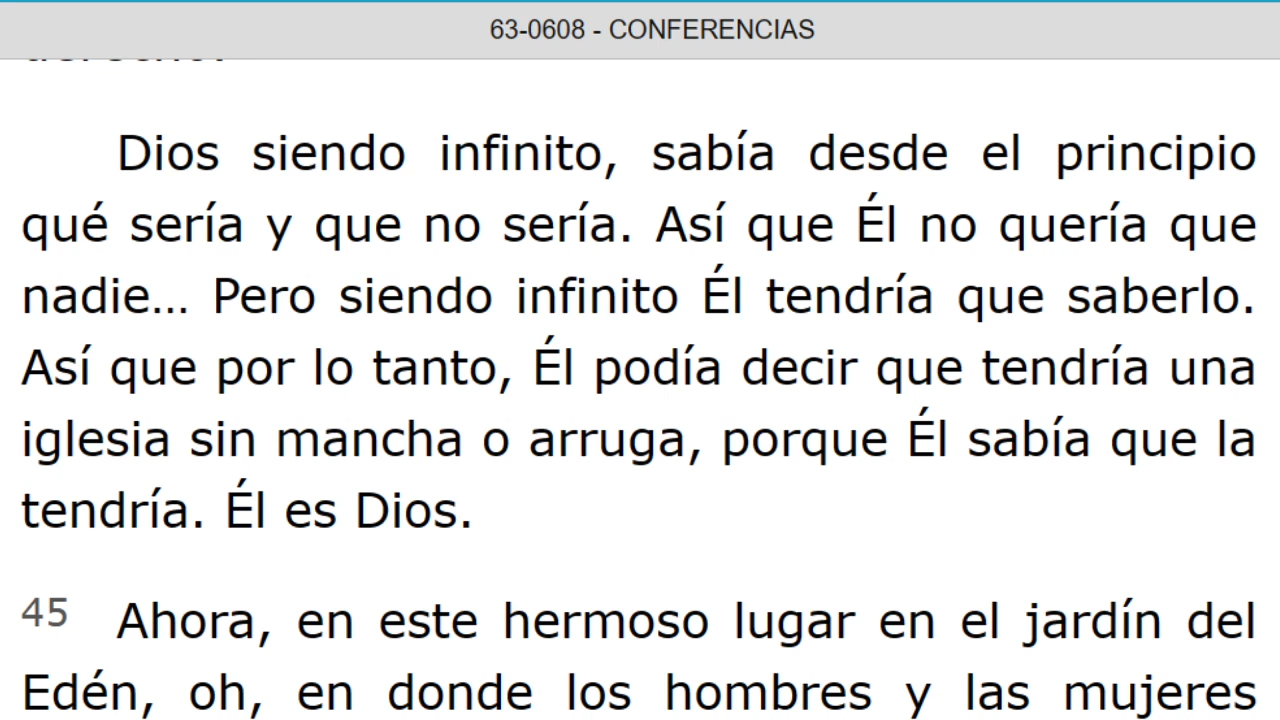 63-0608 - CONFERENCIAS
Dios siendo infinito, sabía desde el principio
qué sería y que no sería. Así que Él no quería que
nadie... Pero siendo infinito Él tendría que saberlo.
Así que por lo tanto, Él podía decir que tendría una
iglesia sin mancha o arruga, porque Él sabía que la
tendría. Él es Dios.
45 Ahora, en este hermoso lugar en el jardín del
Edén, oh, en donde los hombres y las mujeres